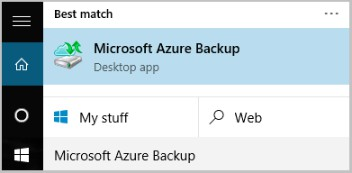 Best match
Microsoft Azure Backup
Desktop app
My stuff
Web
Microsoft Azure Backup